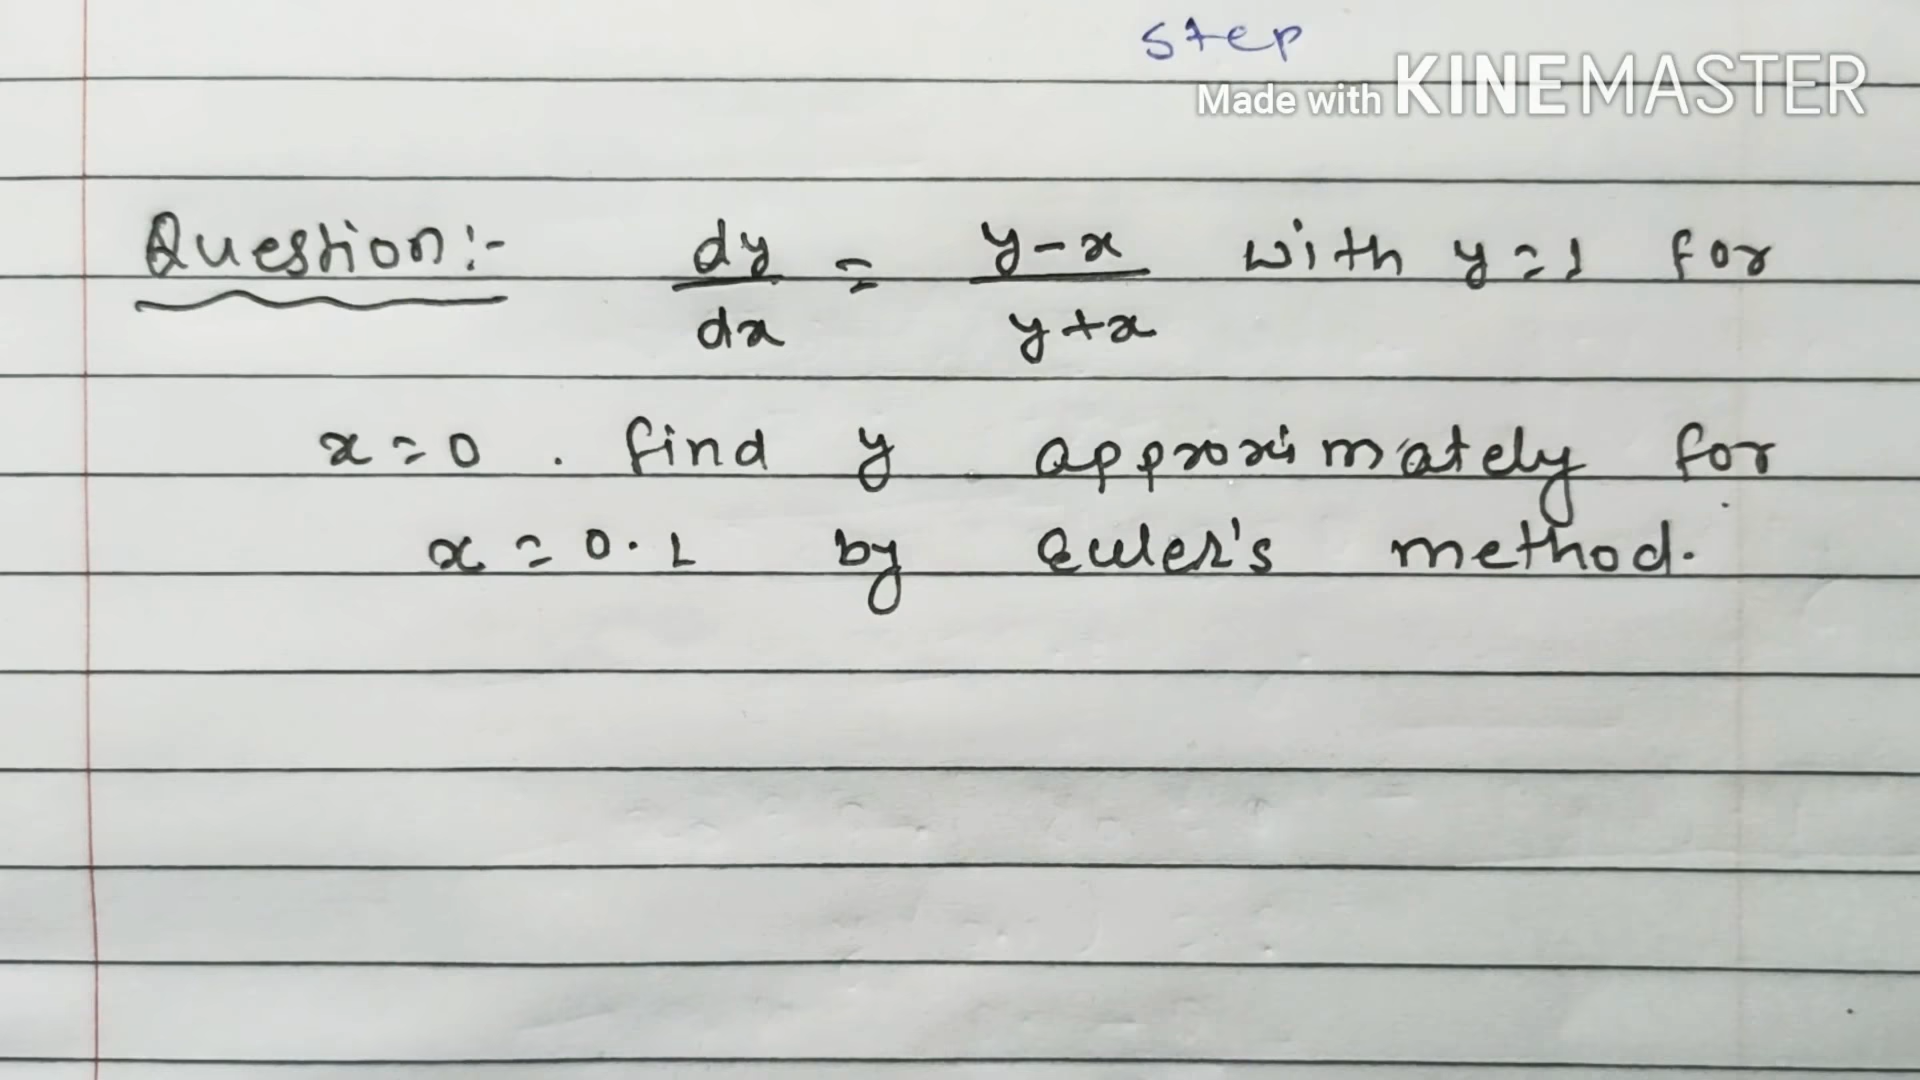 step
Made with KINEMASTER
Question:- dy/dx = y-x/y+x with y=1 for
x=0. find y approximately for
x=0.1 by euler's method.